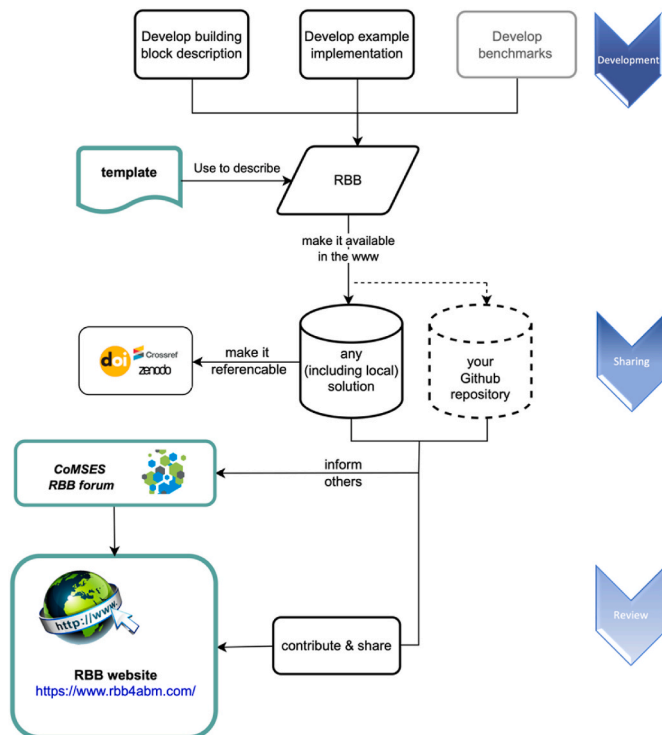 Develop building
block description
Develop example
implementation
Develop
benchmarks
Development
template
Use to describe
RBB
make it available
in the www
doi
Crossref
zenodo
make it
referencable
any
(including local)
solution
your
Github
repository
Sharing
CoMSES
RBB forum
inform
others
http://www.
RBB website
https://www.rbb4abm.com/
contribute & share
Review